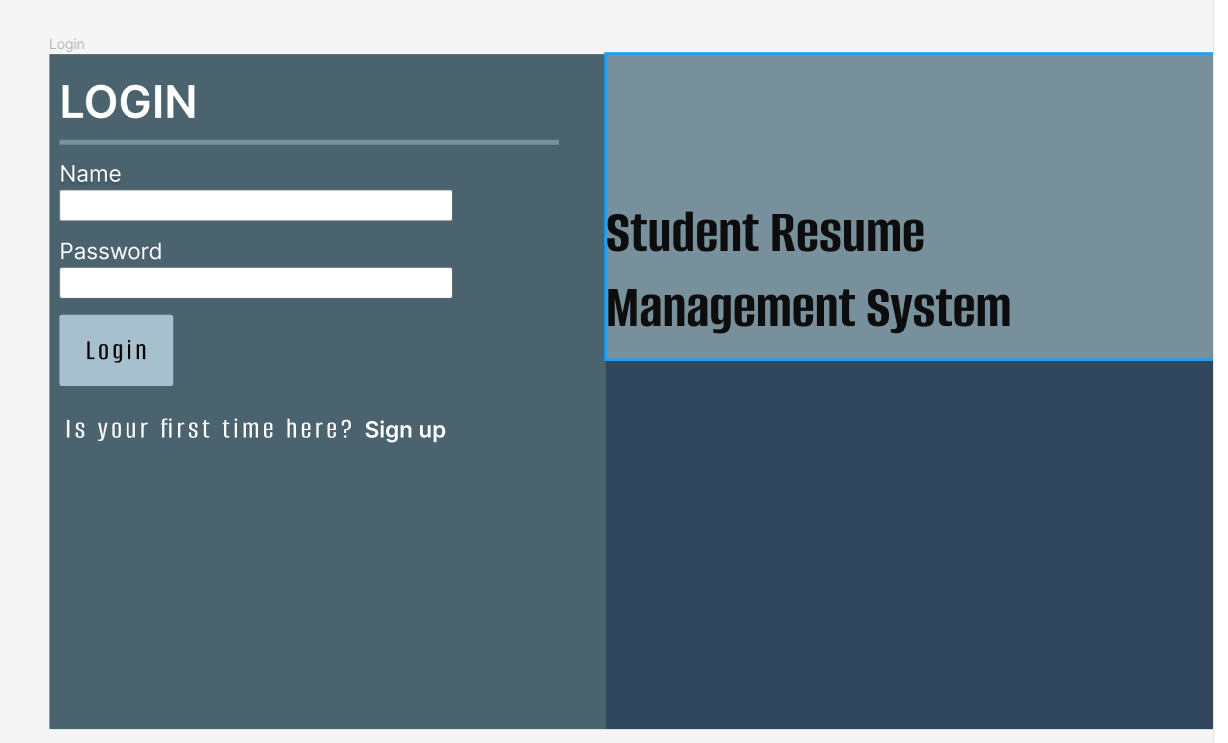 Login
LOGIN
Name
Password
Login
Is your first time here? Sign up
Student Resume
Management System